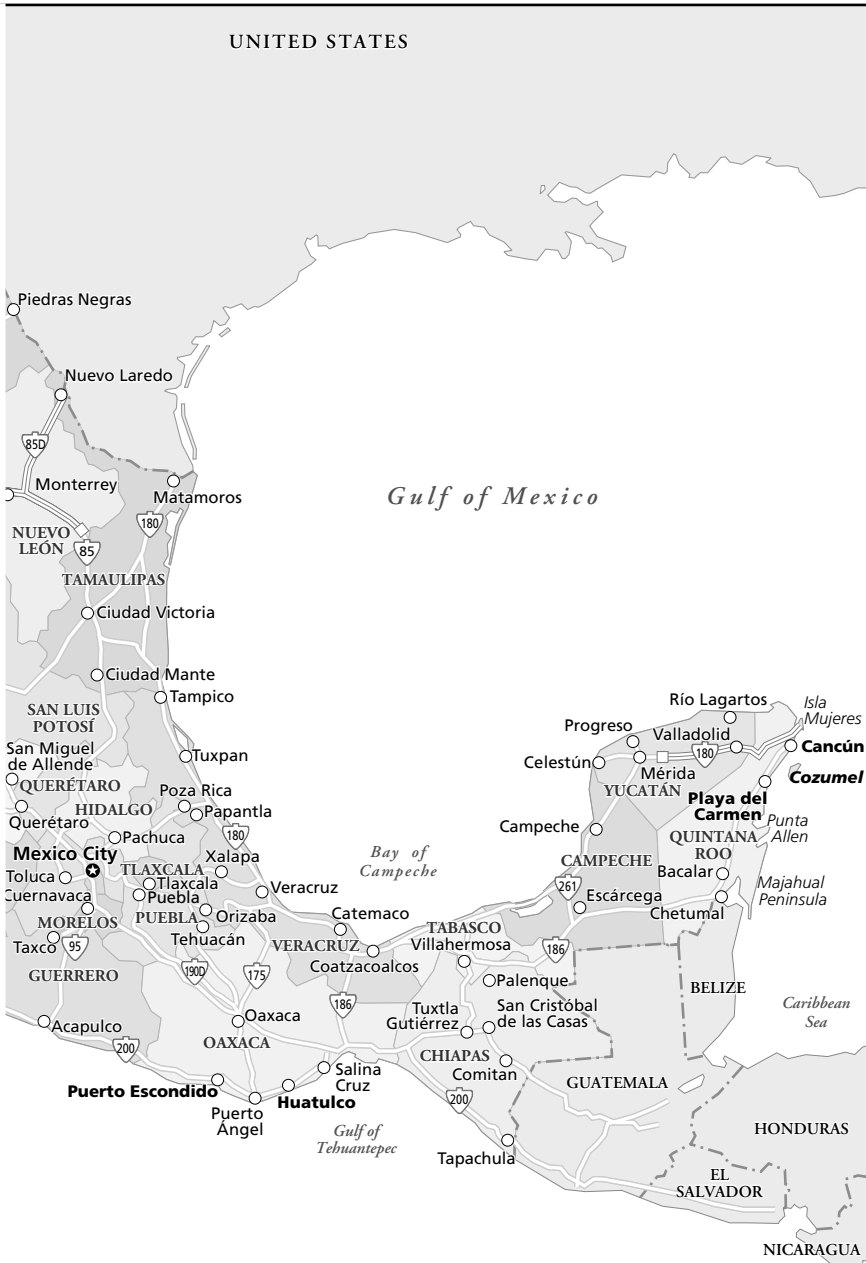 UNITED STATES
Piedras Negras
Nuevo Laredo
85D
Monterrey
Matamoros
Gulf of Mexico
180
NUEVO
LEÓN
85
TAMAULIPAS
Ciudad Victoria
Ciudad Mante
Tampico
SAN LUIS
POTOSÍ
Río Lagartos
Isla
Mujeres
Progreso
Valladolid
180
Cancún
San Miguel
de Allende
Tuxpan
Celestún
Mérida
Cozumel
QUERÉTARO
YUCATÁN
Poza Rica
Playa del
Carmen
HIDALGO
Papantla
Querétaro
Punta
Allen
Campeche
Pachuca
180
QUINTANA
ROO
Mexico City
Bay of
Campeche
Xalapa
CAMPECHE
TLAXCALA
Bacalar
Toluca
Tlaxcala
261
Majahual
Peninsula
Cuernavaca
Puebla
Veracruz
Escárcega
Chetumal
MORELOS
PUEBLA
Orizaba
Catemaco
TABASCO
Taxco
95
Tehuacán
VERACRUZ
Villahermosa
186
Coatzacoalcos
GUERRERO
190D
175
Palenque
BELIZE
186
Tuxtla
Gutiérrez
San Cristóbal
de las Casas
Caribbean
Sea
Acapulco
Oaxaca
OAXACA
200
CHIAPAS
Comitan
Salina
Cruz
GUATEMALA
Puerto Escondido
Huatulco
200
Puerto
Ángel
Gulf of
Tehuantepec
HONDURAS
Tapachula
EL
SALVADOR
NICARAGUA